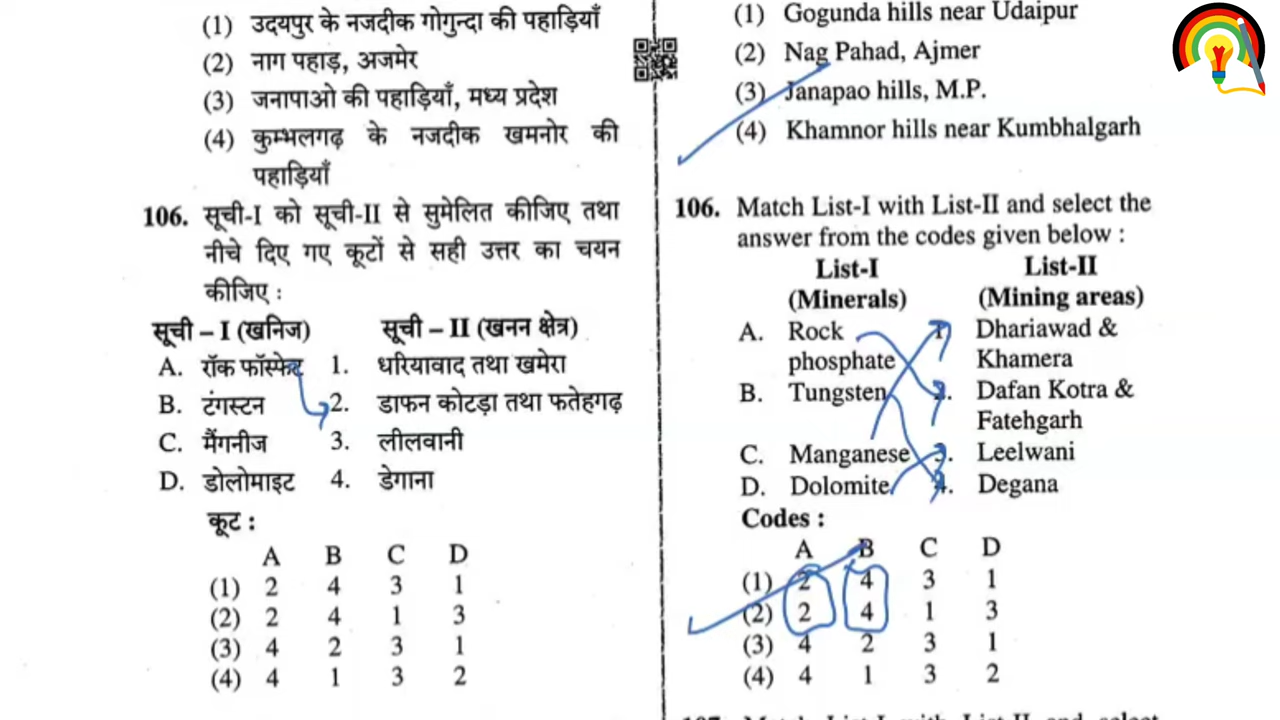 (1) उदयपुर के नजदीक गोगुन्दा की पहाड़ियाँ
(2) नाग पहाड़, अजमेर
(3) जनापाओ की पहाड़ियाँ, मध्य प्रदेश
(4) कुम्भलगढ़ के नजदीक खमनोर की
पहाड़ियाँ
106. सूची-I को सूची-II से सुमेलित कीजिए तथा
नीचे दिए गए कूटों से सही उत्तर का चयन
कीजिए :
सूची – I (खनिज) सूची – II (खनन क्षेत्र)
A. रॉक फॉस्फेट 1. धरियावाद तथा खमेरा
B. टंगस्टन 2. डाफन कोटड़ा तथा फतेहगढ़
C. मैंगनीज 3. लीलवानी
D. डोलोमाइट 4. डेगाना
कूट :
A B C D
(1) 2 4 3 1
(2) 2 4 1 3
(3) 4 2 3 1
(4) 4 1 3 2
(1) Gogunda hills near Udaipur
(2) Nag Pahad, Ajmer
(3) Janapao hills, M.P.
(4) Khamnor hills near Kumbhalgarh
106. Match List-I with List-II and select the
answer from the codes given below :
List-I List-II
(Minerals) (Mining areas)
A. Rock 1. Dhariawad &
phosphate Khamera
B. Tungsten 2. Dafan Kotra &
Fatehgarh
C. Manganese 3. Leelwani
D. Dolomite 4. Degana
Codes :
A B C D
(1) 2 4 3 1
(2) 2 4 1 3
(3) 4 2 3 1
(4) 4 1 3 2